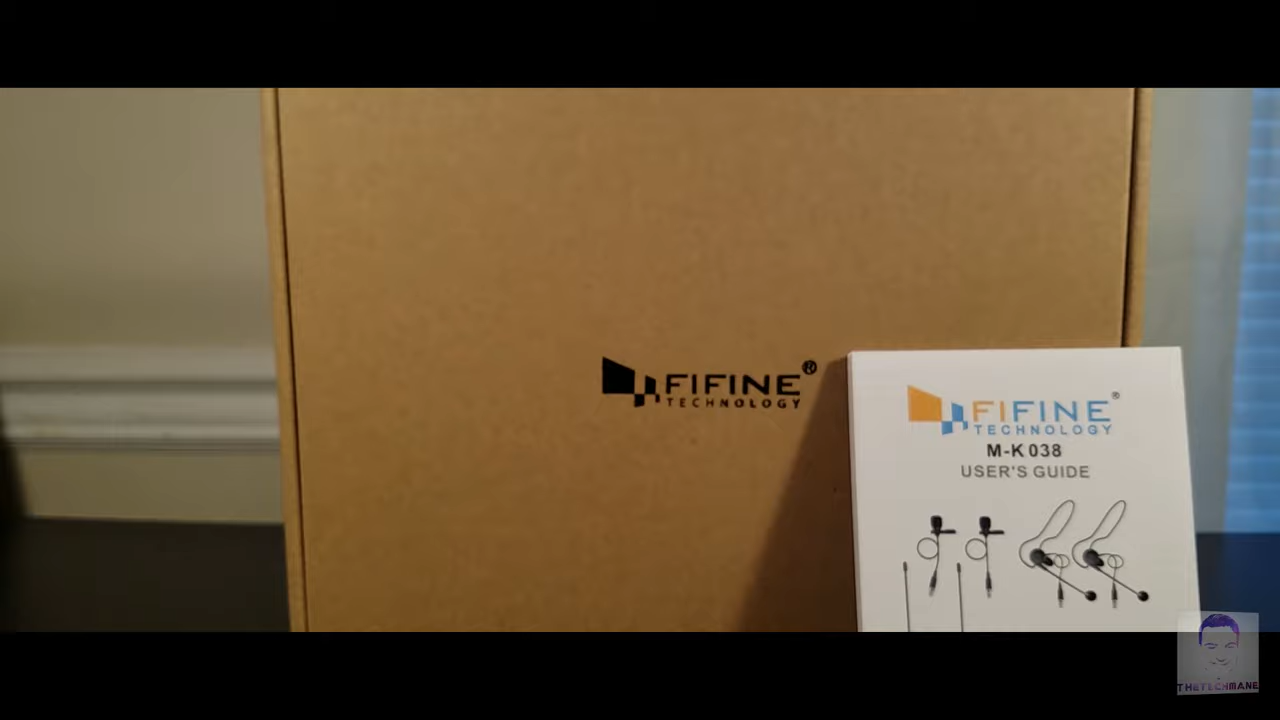 FIFINE®
TECHNOLOGY
FIFINE®
TECHNOLOGY
M-K038
USER'S GUIDE
THETECHMANE